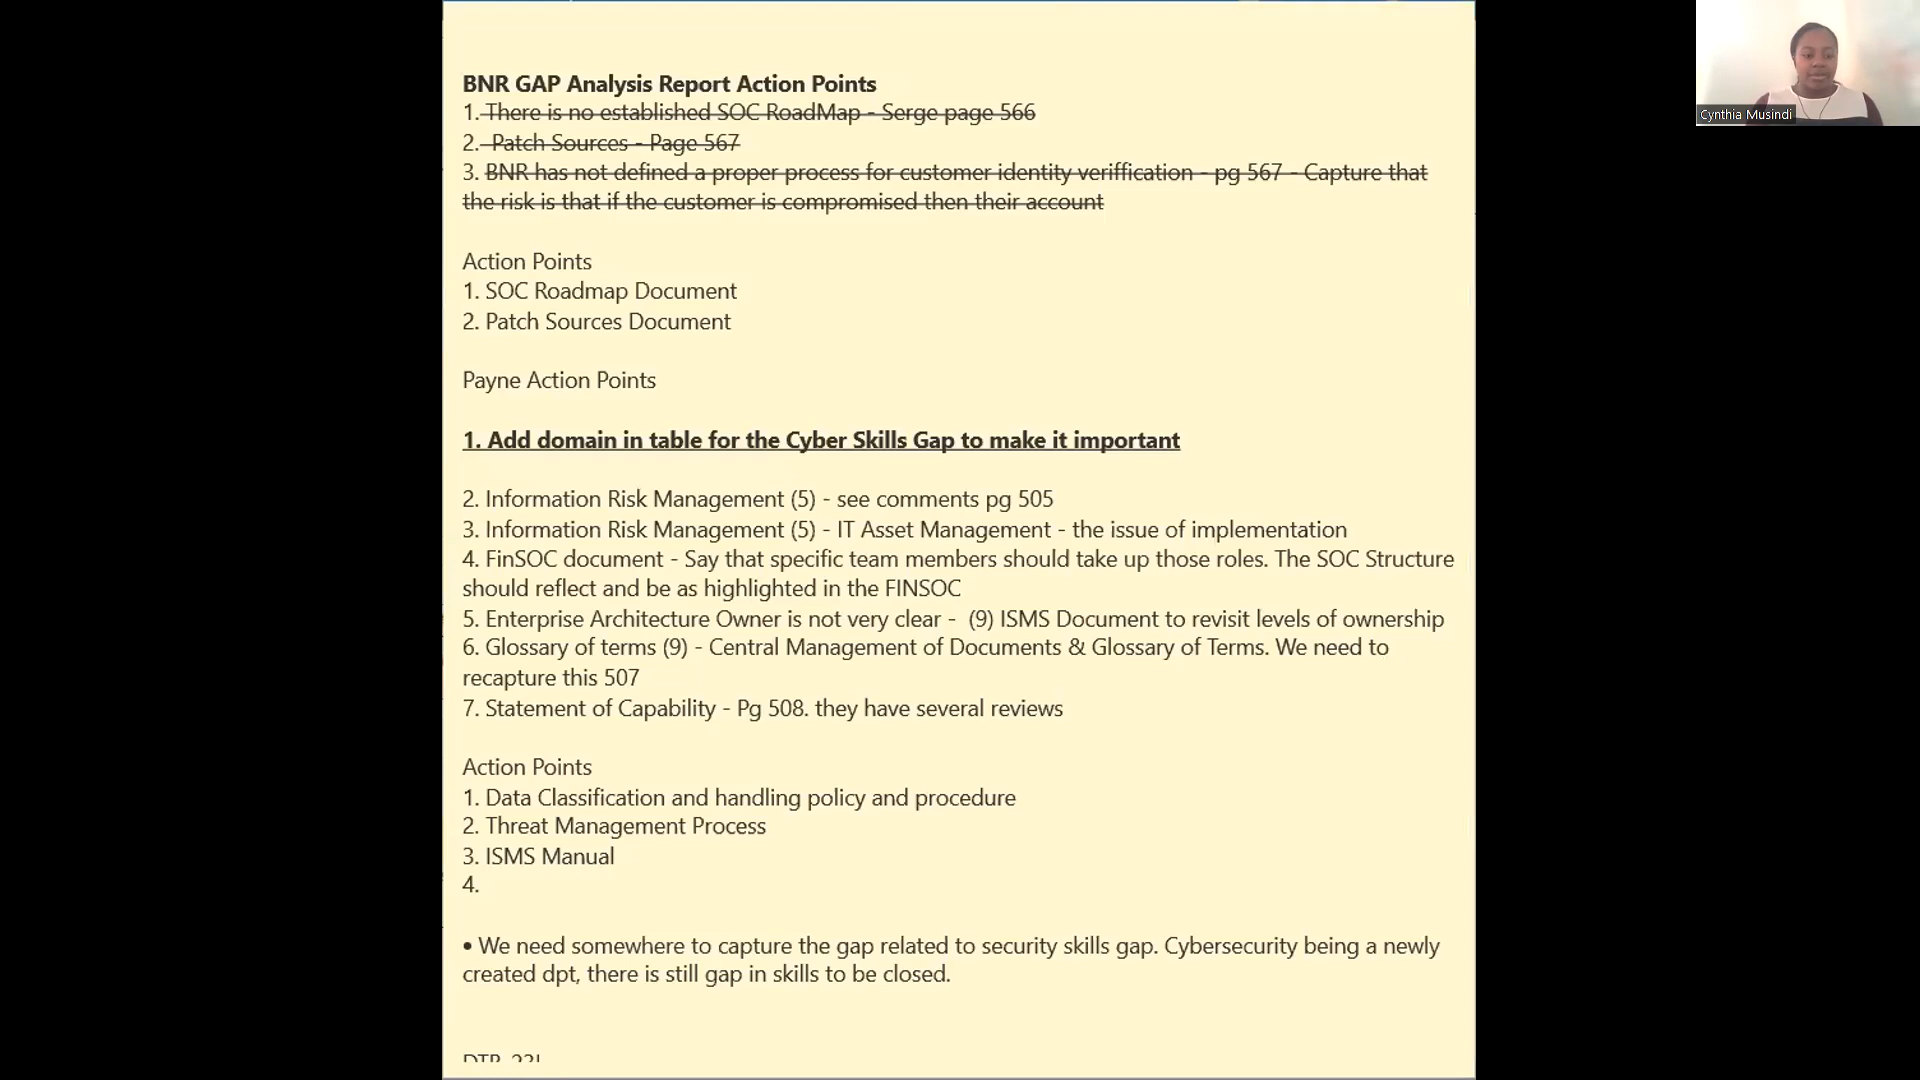 BNR GAP Analysis Report Action Points
1. There is no established SOC RoadMap - Serge page 566
2. Patch Sources - Page 567
3. BNR has not defined a proper process for customer identity veriffication - pg 567 - Capture that
the risk is that if the customer is compromised then their account
Action Points
1. SOC Roadmap Document
2. Patch Sources Document
Payne Action Points
1. Add domain in table for the Cyber Skills Gap to make it important
2. Information Risk Management (5) - see comments pg 505
3. Information Risk Management (5) - IT Asset Management - the issue of implementation
4. FinSOC document - Say that specific team members should take up those roles. The SOC Structure
should reflect and be as highlighted in the FINSOC
5. Enterprise Architecture Owner is not very clear - (9) ISMS Document to revisit levels of ownership
6. Glossary of terms (9) - Central Management of Documents & Glossary of Terms. We need to
recapture this 507
7. Statement of Capability - Pg 508. they have several reviews
Action Points
1. Data Classification and handling policy and procedure
2. Threat Management Process
3. ISMS Manual
4.
• We need somewhere to capture the gap related to security skills gap. Cybersecurity being a newly
created dpt, there is still gap in skills to be closed.
Cynthia Musindi